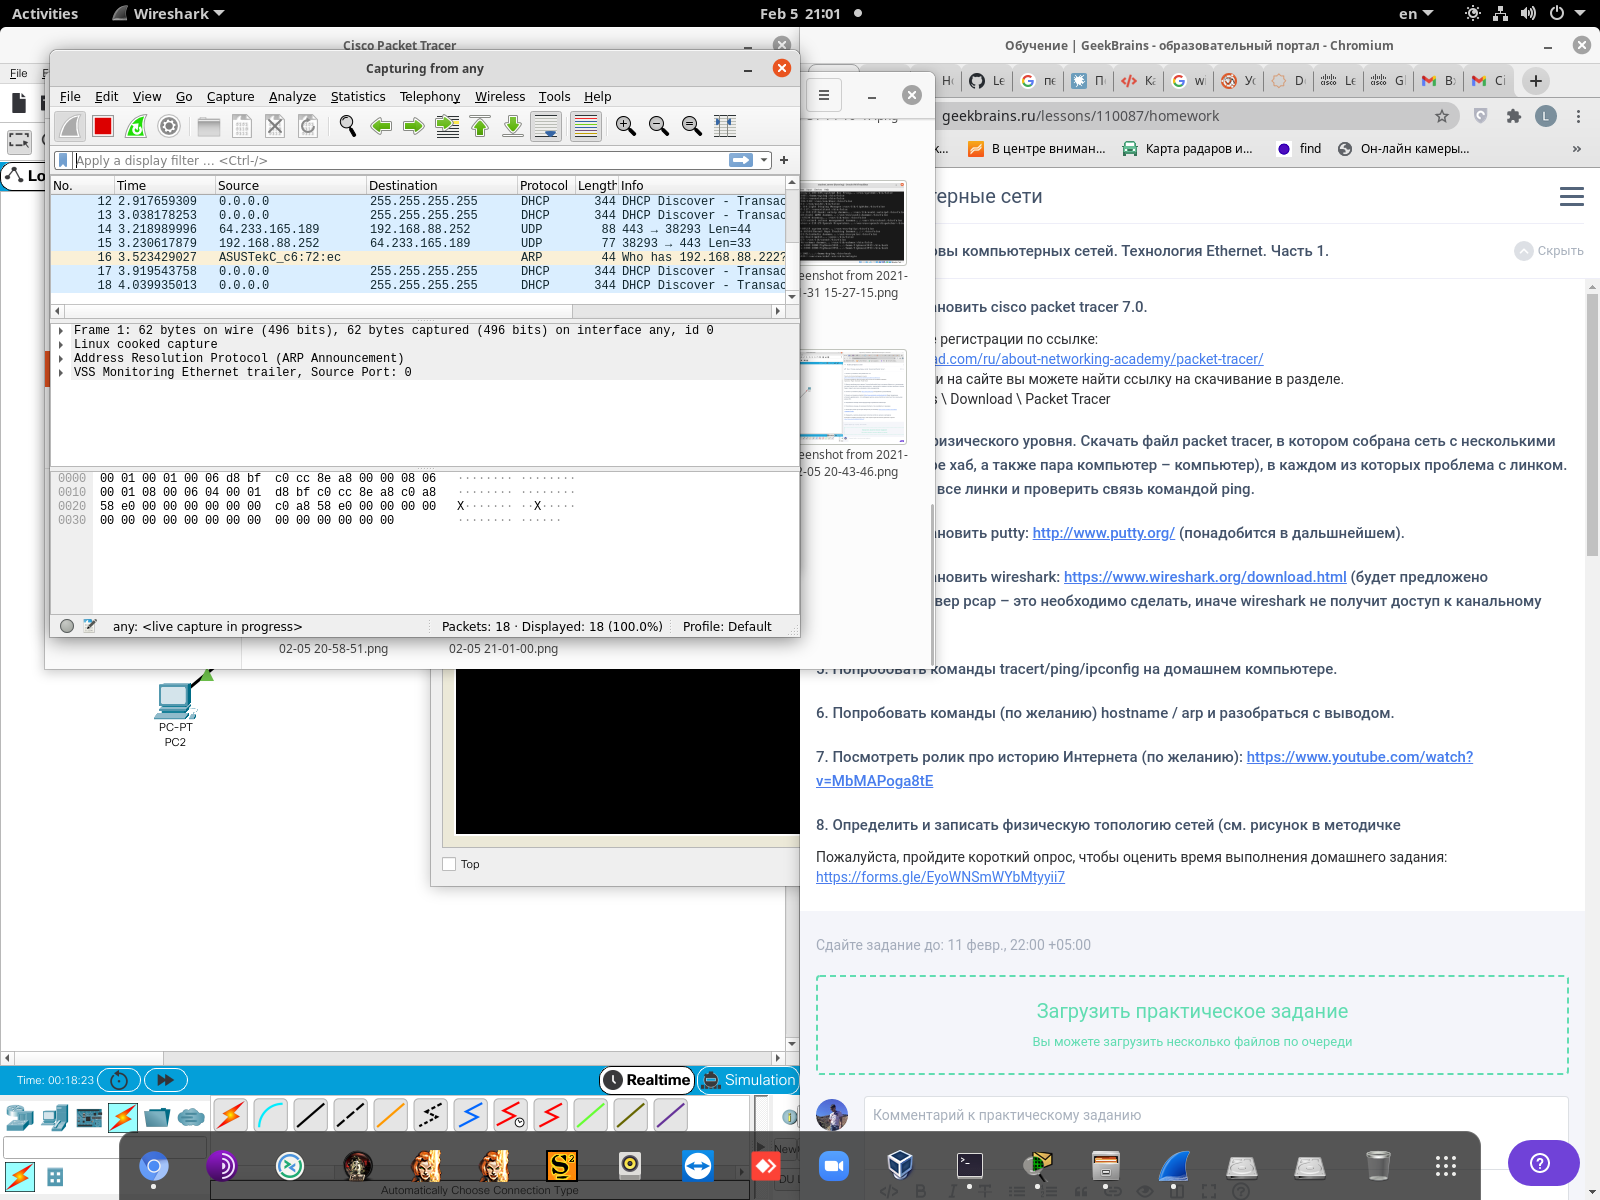 Activities
Wireshark
Feb 5 21:01
en
Cisco Packet Tracer
File
Обучение | GeekBrains - образовательный портал - Chromium
Capturing from any
File Edit View Go Capture Analyze Statistics Telephony Wireless Tools Help
Apply a display filter ... <Ctrl-/>
No. Time Source Destination Protocol Length Info
12 2.917659309 0.0.0.0 255.255.255.255 DHCP 344 DHCP Discover - Transac
13 3.038178253 0.0.0.0 255.255.255.255 DHCP 344 DHCP Discover - Transac
14 3.218989996 64.233.165.189 192.168.88.252 UDP 88 443 → 38293 Len=44
15 3.230617879 192.168.88.252 64.233.165.189 UDP 77 38293 → 443 Len=33
16 3.523429027 ASUSTekC_c6:72:ec ARP 44 Who has 192.168.88.222?
17 3.919543758 0.0.0.0 255.255.255.255 DHCP 344 DHCP Discover - Transac
18 4.039935013 0.0.0.0 255.255.255.255 DHCP 344 DHCP Discover - Transac
Frame 1: 62 bytes on wire (496 bits), 62 bytes captured (496 bits) on interface any, id 0
Linux cooked capture
Address Resolution Protocol (ARP Announcement)
VSS Monitoring Ethernet trailer, Source Port: 0
0000 00 01 00 01 00 06 d8 bf c0 cc 8e a8 00 00 08 06 ········ ········
0010 00 01 08 00 06 04 00 01 d8 bf c0 cc 8e a8 c0 a8 ········ ········
0020 58 e0 00 00 00 00 00 00 c0 a8 58 e0 00 00 00 00 X······· ··X·····
0030 00 00 00 00 00 00 00 00 00 00 00 00 00 00 ········ ······
any: <live capture in progress>
Packets: 18 · Displayed: 18 (100.0%)
Profile: Default
02-05 20-58-51.png
02-05 21-01-00.png
eenshot from 2021-
-31 15-27-15.png
eenshot from 2021-
2-05 20-43-46.png
Lo
PC-PT
PC2
Top
Time: 00:18:23
Realtime
Simulation
Automatically Choose Connection Type
geekbrains.ru/lessons/110087/homework
L
В центре вниман...
Карта радаров и...
find
Он-лайн камеры...
»
терные сети
овы компьютерных сетей. Технология Ethernet. Часть 1.
Скрыть
ановить cisco packet tracer 7.0.
е регистрации по ссылке:
ad.com/ru/about-networking-academy/packet-tracer/
и на сайте вы можете найти ссылку на скачивание в разделе.
s \ Download \ Packet Tracer
физического уровня. Скачать файл packet tracer, в котором собрана сеть с несколькими
ре хаб, а также пара компьютер – компьютер), в каждом из которых проблема с линком.
все линки и проверить связь командой ping.
ановить putty: http://www.putty.org/ (понадобится в дальнейшем).
ановить wireshark: https://www.wireshark.org/download.html (будет предложено
вер pcap – это необходимо сделать, иначе wireshark не получит доступ к канальному
5. Попробовать команды tracert/ping/ipconfig на домашнем компьютере.
6. Попробовать команды (по желанию) hostname / arp и разобраться с выводом.
7. Посмотреть ролик про историю Интернета (по желанию): https://www.youtube.com/watch?
v=MbMAPoga8tE
8. Определить и записать физическую топологию сетей (см. рисунок в методичке
Пожалуйста, пройдите короткий опрос, чтобы оценить время выполнения домашнего задания:
https://forms.gle/EyoWNSmWYbMtyyii7
Сдайте задание до: 11 февр., 22:00 +05:00
Загрузить практическое задание
Вы можете загрузить несколько файлов по очереди
Комментарий к практическому заданию